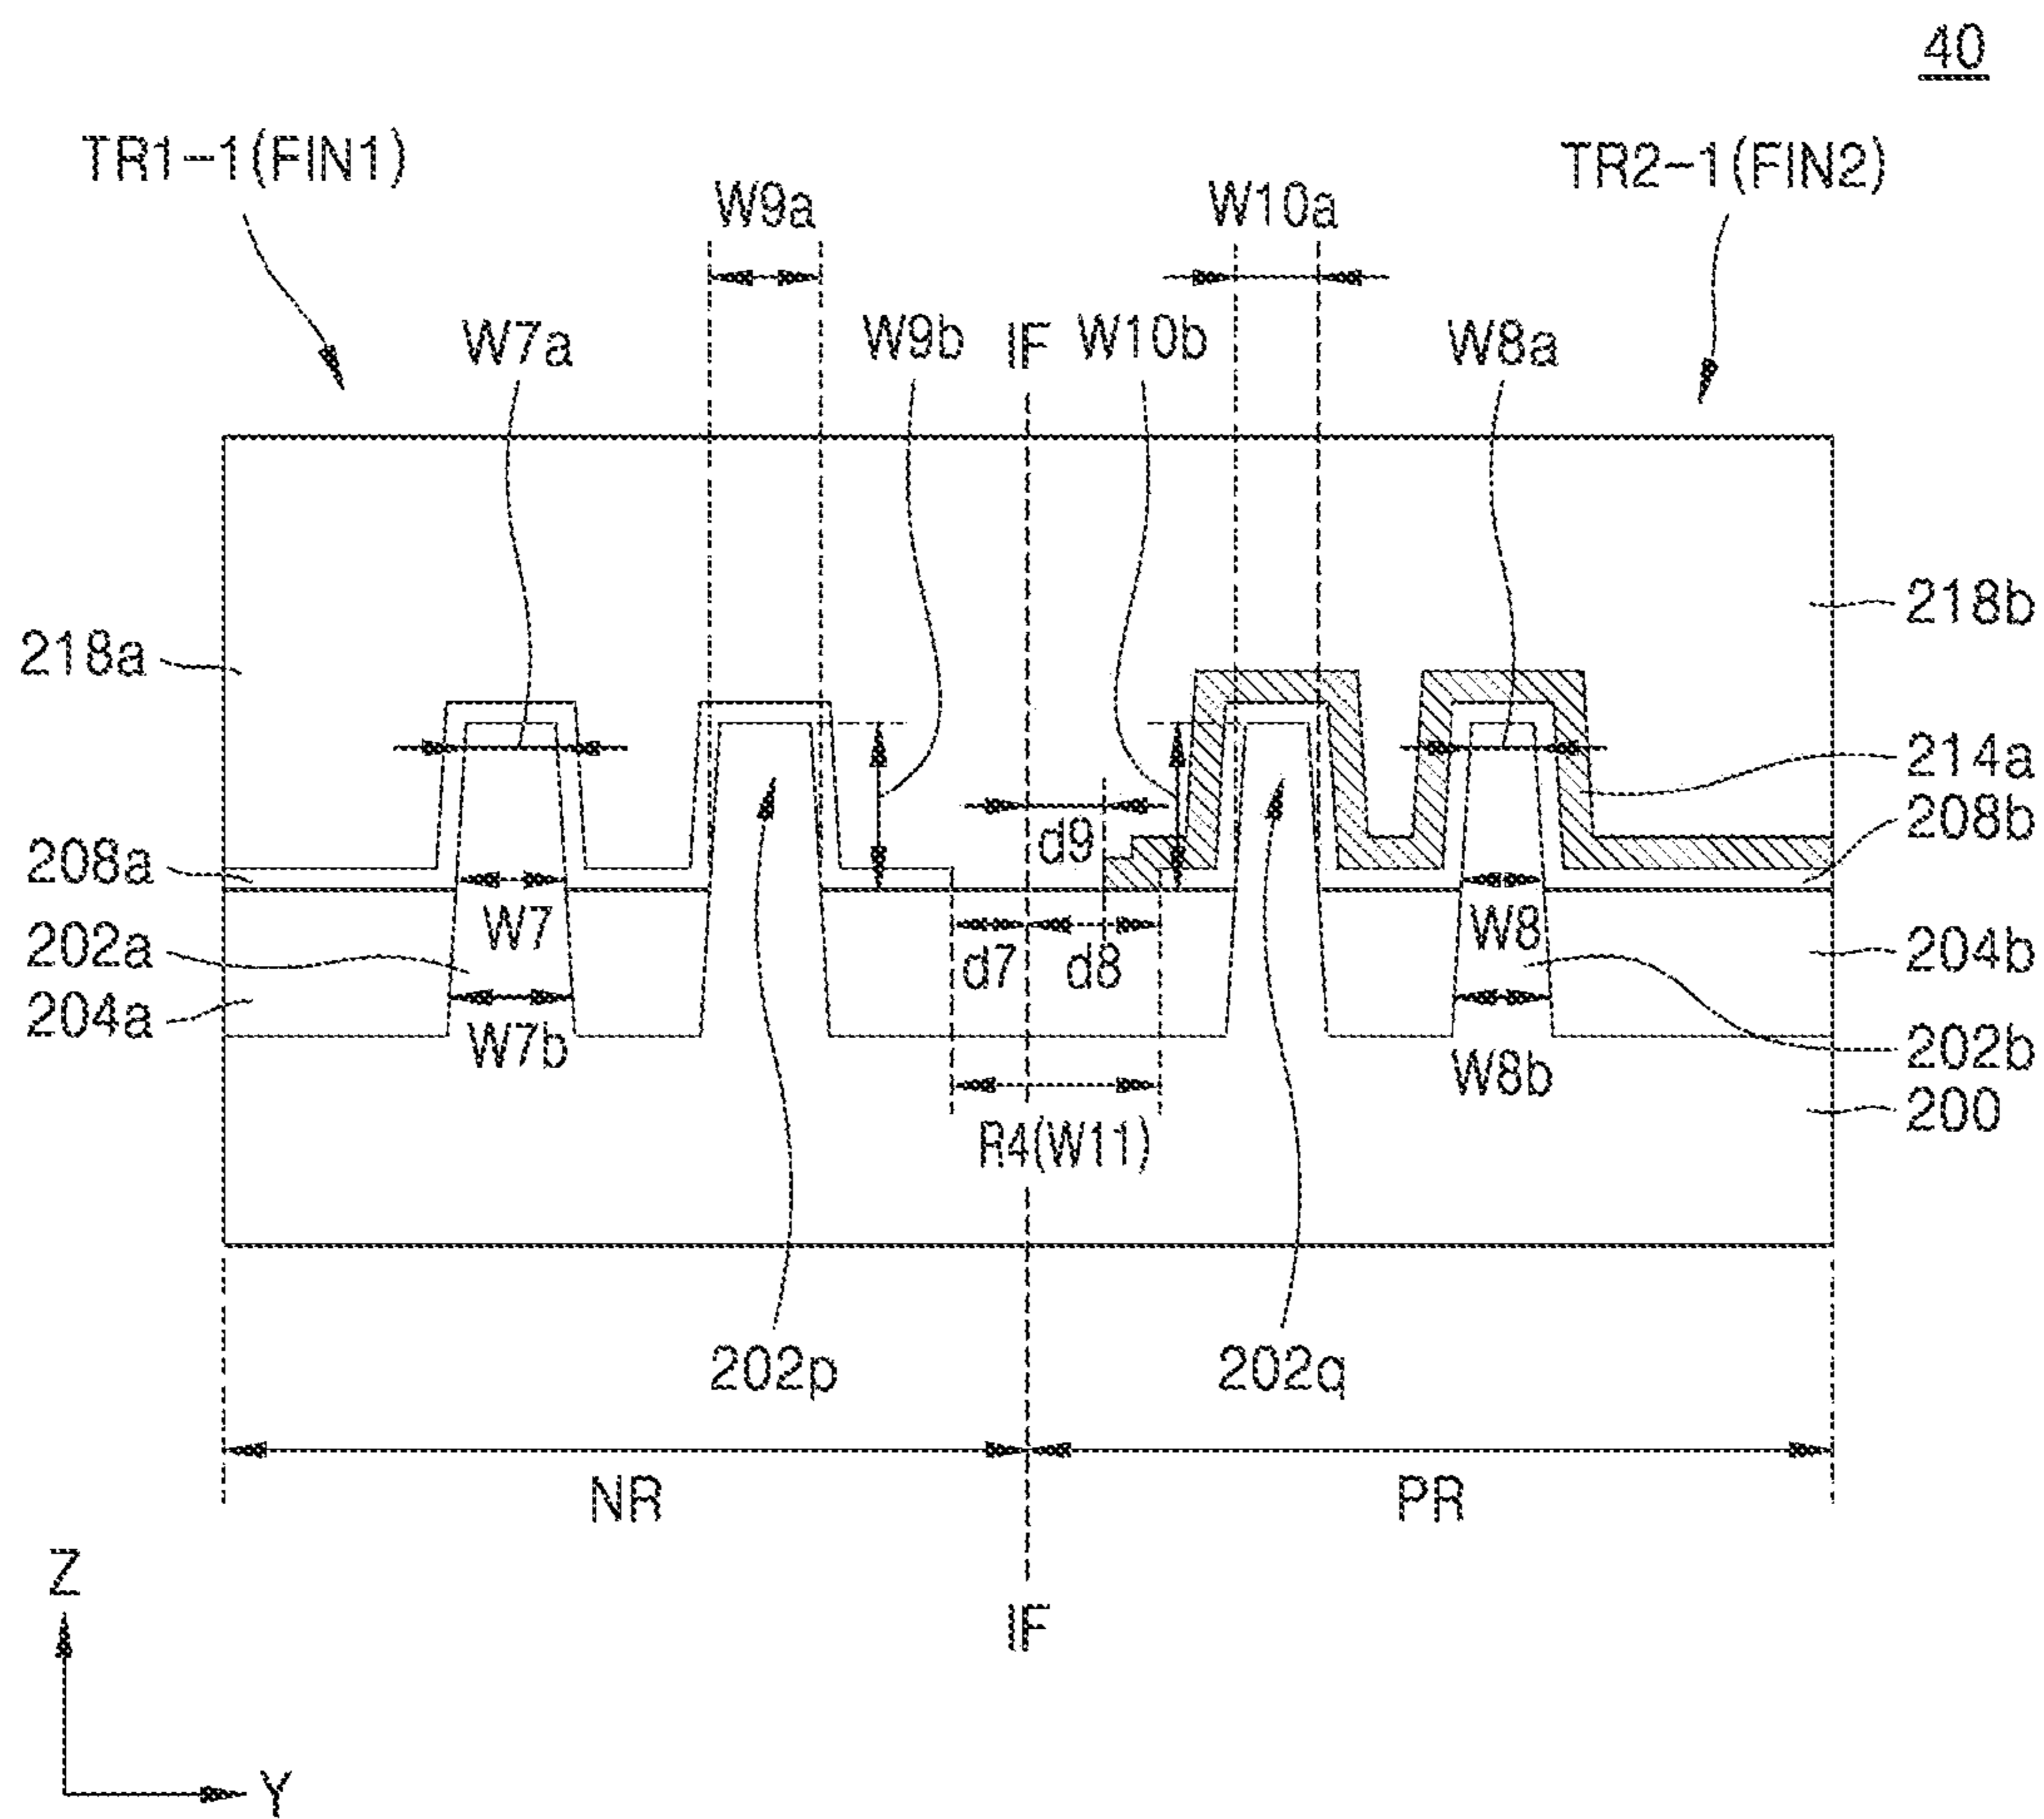 40
TR1-1(FIN1)
TR2-1(FIN2)
W9a
W10a
W7a
W9b
IF
W10b
W8a
218b
218a
214a
208b
d9
208a
W7
W8
202a
d7
d8
204b
204a
W7b
W8b
202b
200
R4(W11)
202p
202q
NR
PR
Z
IF
Y